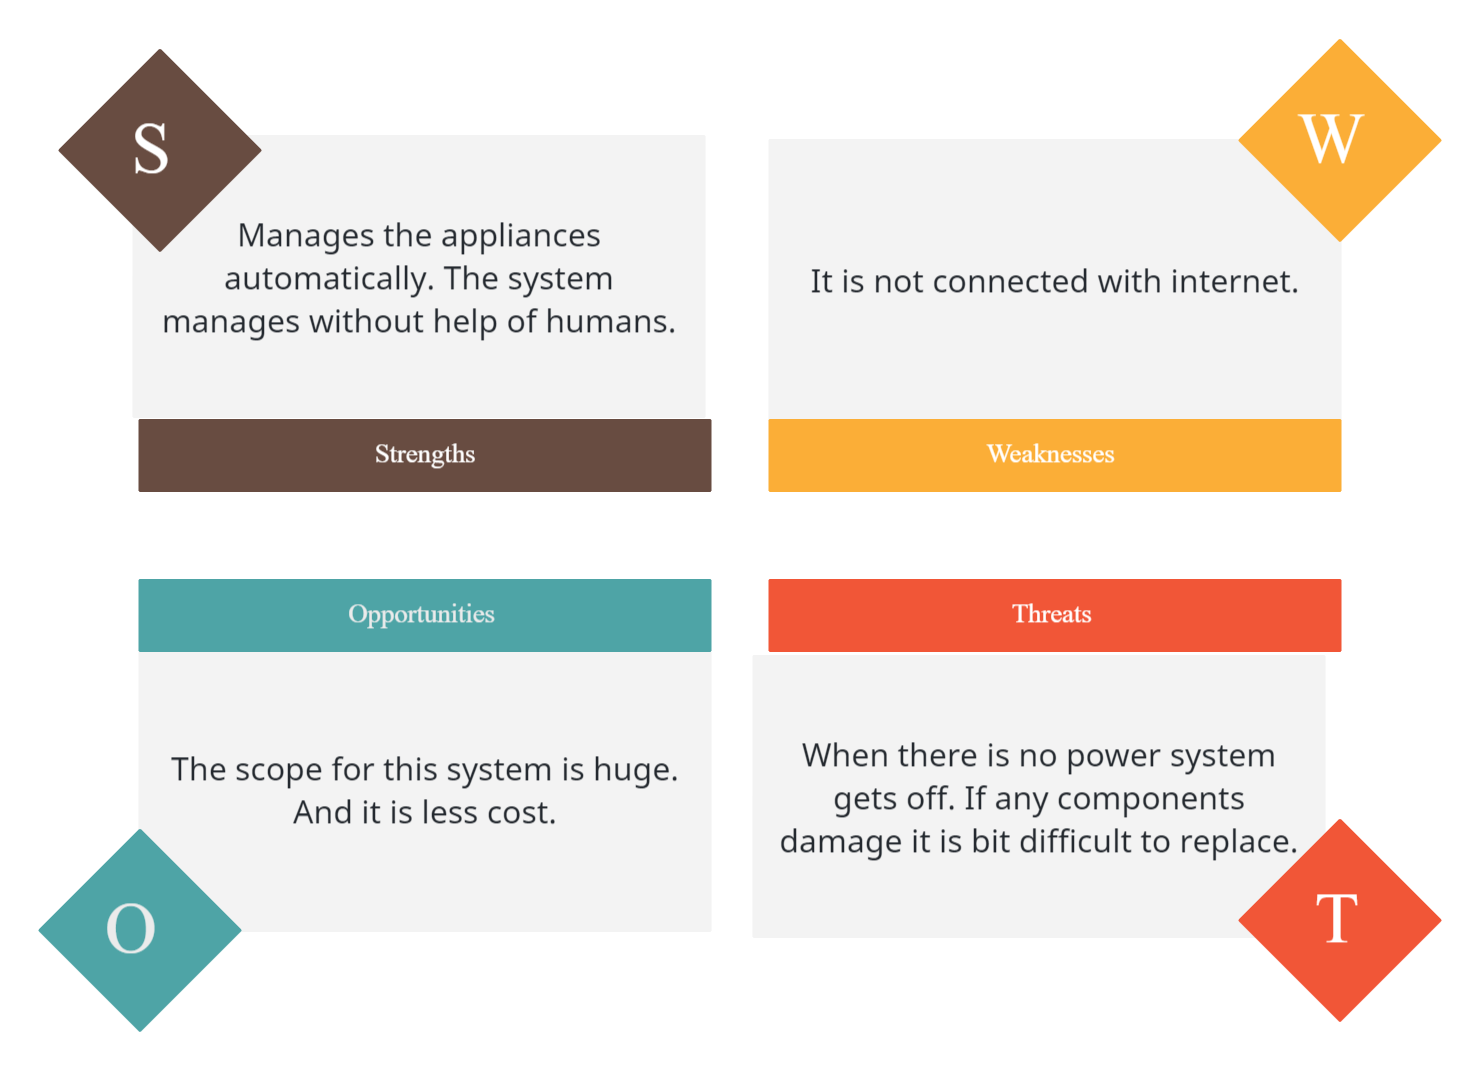 S
Manages the appliances
automatically. The system
manages without help of humans.
Strengths
W
It is not connected with internet.
Weaknesses
Opportunities
The scope for this system is huge.
And it is less cost.
O
Threats
When there is no power system
gets off. If any components
damage it is bit difficult to replace.
T